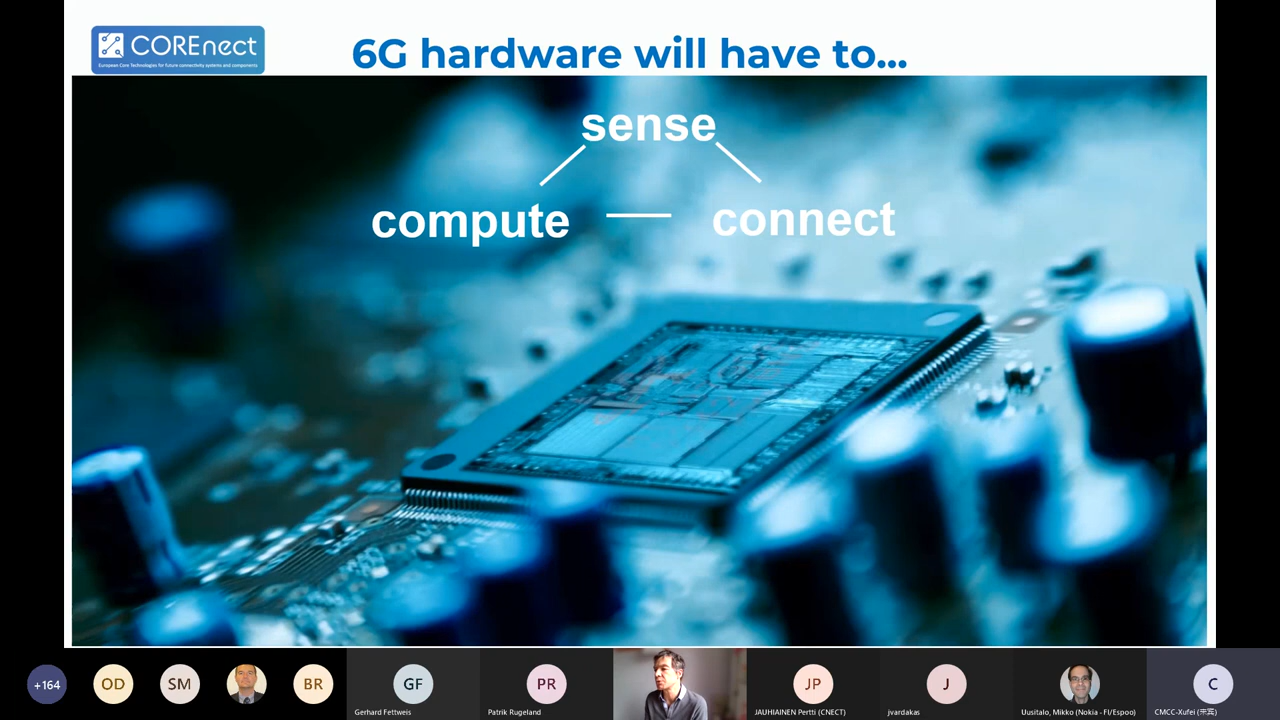 COREnect
European Core Technologies for future connectivity systems and components
6G hardware will have to...
sense
compute
connect
+164
OD
SM
BR
GF
Gerhard Fettweis
PR
Patrik Rugeland
JP
JAUHIAINEN Pertti (CNECT)
J
jvardakas
Uusitalo, Mikko (Nokia - FI/Espoo)
C
CMCC-Xufei (宋宾)